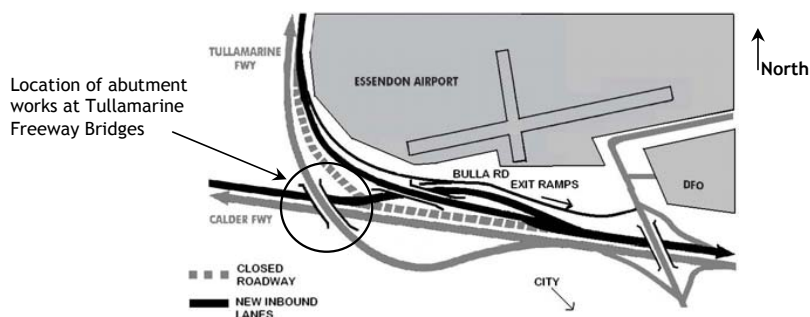 TULLAMARINE
FWY
ESSENDON AIRPORT
North
Location of abutment
works at Tullamarine
Freeway Bridges
BULLA RD
EXIT RAMPS
DFO
CALDER FWY
CLOSED
ROADWAY
CITY
NEW INBOUND
LANES